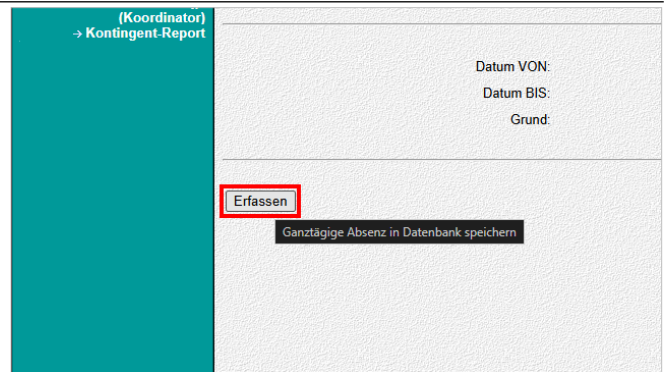 (Koordinator)
→ Kontingent-Report
Datum VON:
Datum BIS:
Grund:
Erfassen
Ganztägige Absenz in Datenbank speichern